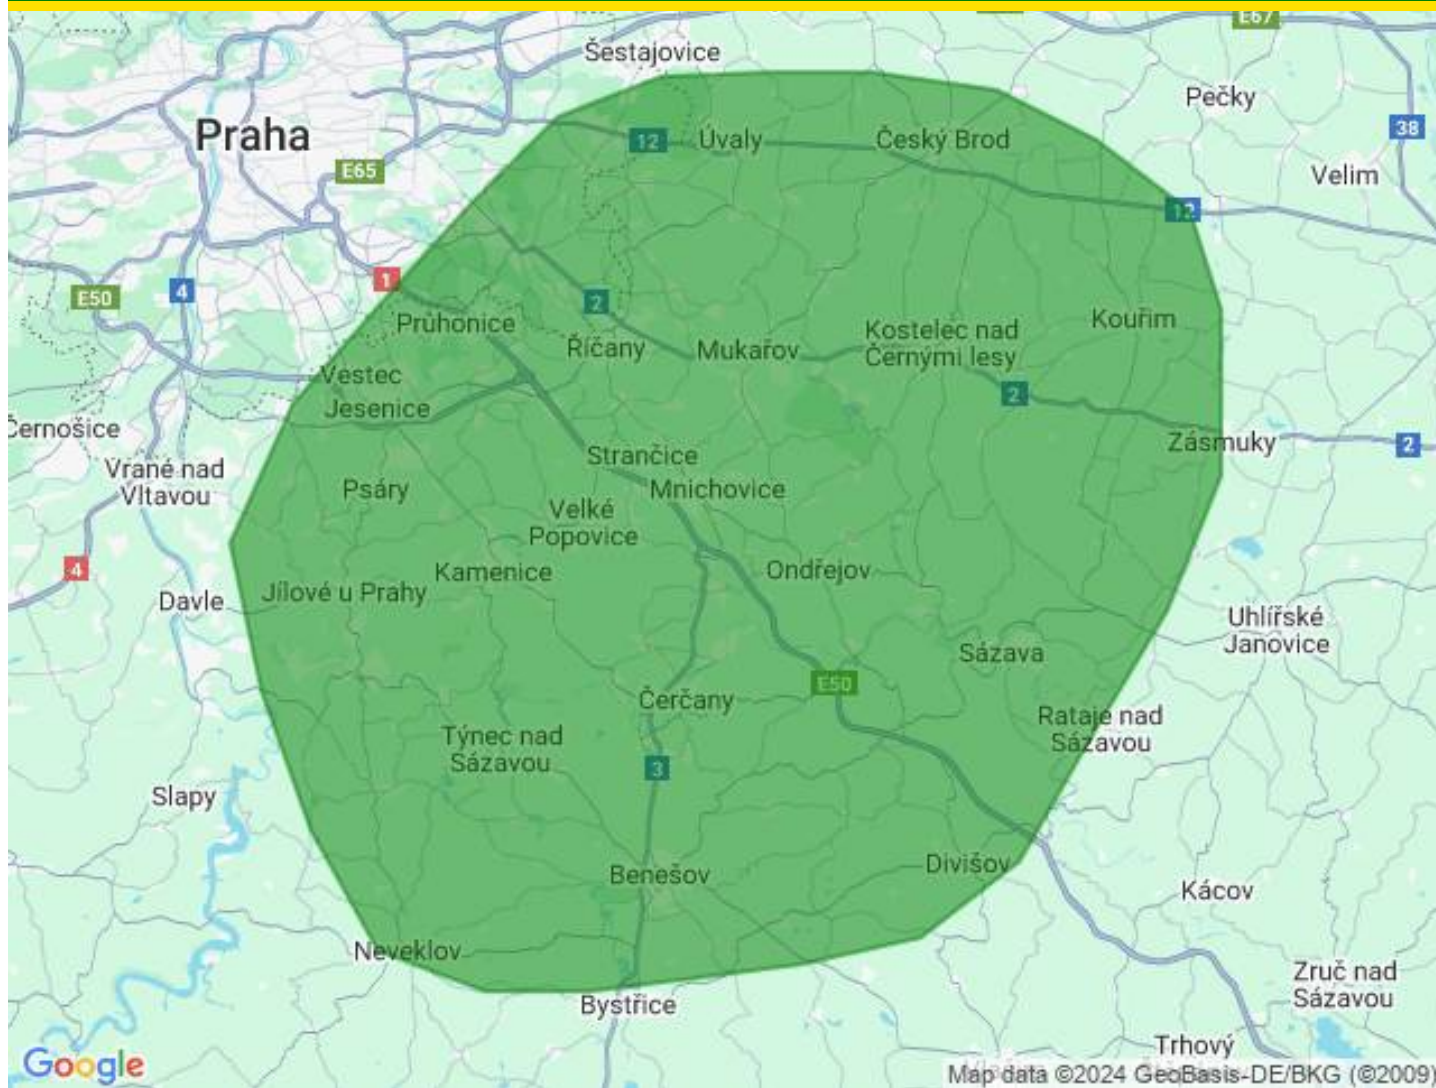 E67
Šestajovice
Pečky
Praha
12
Úvaly
Český Brod
38
E65
Velim
12
1
E50
4
2
Průhonice
Říčany
Mukařov
Kostelec nad
Černými lesy
Kouřim
Vestec
Jesenice
2
Černošice
Zásmuky
2
Vrané nad
Vltavou
Strančice
Psáry
Mnichovice
Velké
Popovice
4
Kamenice
Ondřejov
Jílové u Prahy
Davle
Uhlířské
Janovice
Sázava
E50
Čerčany
Rataje nad
Sázavou
Týnec nad
Sázavou
3
Slapy
Benešov
Divišov
Kácov
Neveklov
Zruč nad
Sázavou
Bystřice
Trhový
Google
Map data ©2024 GeoBasis-DE/BKG (©2009)